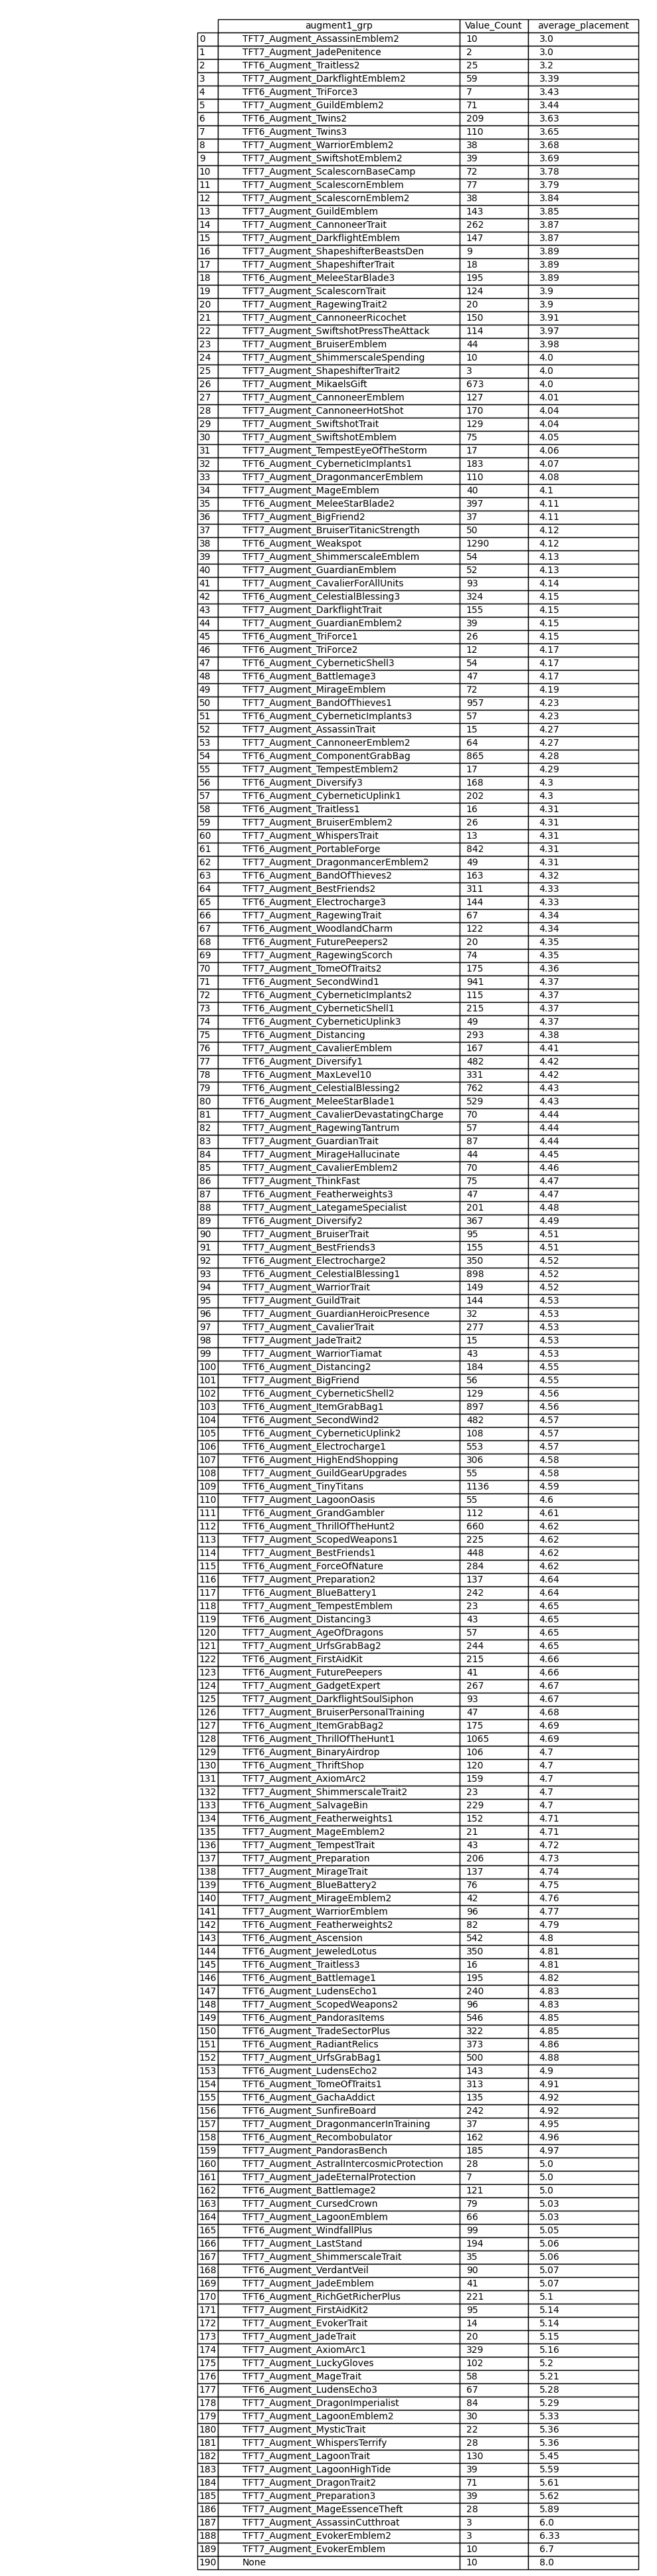 augment1_grp Value_Count average_placement
0 TFT7_Augment_AssassinEmblem2 10 3.0
1 TFT7_Augment_JadePenitence 2 3.0
2 TFT6_Augment_Traitless2 25 3.2
3 TFT7_Augment_DarkflightEmblem2 59 3.39
4 TFT6_Augment_TriForce3 7 3.43
5 TFT7_Augment_GuildEmblem2 71 3.44
6 TFT6_Augment_Twins2 209 3.63
7 TFT6_Augment_Twins3 110 3.65
8 TFT7_Augment_WarriorEmblem2 38 3.68
9 TFT7_Augment_SwiftshotEmblem2 39 3.69
10 TFT7_Augment_ScalescornBaseCamp 72 3.78
11 TFT7_Augment_ScalescornEmblem 77 3.79
12 TFT7_Augment_ScalescornEmblem2 38 3.84
13 TFT7_Augment_GuildEmblem 143 3.85
14 TFT7_Augment_CannoneerTrait 262 3.87
15 TFT7_Augment_DarkflightEmblem 147 3.87
16 TFT7_Augment_ShapeshifterBeastsDen 9 3.89
17 TFT7_Augment_ShapeshifterTrait 18 3.89
18 TFT6_Augment_MeleeStarBlade3 195 3.89
19 TFT7_Augment_ScalescornTrait 124 3.9
20 TFT7_Augment_RagewingTrait2 20 3.9
21 TFT7_Augment_CannoneerRicochet 150 3.91
22 TFT7_Augment_SwiftshotPressTheAttack 114 3.97
23 TFT7_Augment_BruiserEmblem 44 3.98
24 TFT7_Augment_ShimmerscaleSpending 10 4.0
25 TFT7_Augment_ShapeshifterTrait2 3 4.0
26 TFT7_Augment_MikaelsGift 673 4.0
27 TFT7_Augment_CannoneerEmblem 127 4.01
28 TFT7_Augment_CannoneerHotShot 170 4.04
29 TFT7_Augment_SwiftshotTrait 129 4.04
30 TFT7_Augment_SwiftshotEmblem 75 4.05
31 TFT7_Augment_TempestEyeOfTheStorm 17 4.06
32 TFT6_Augment_CyberneticImplants1 183 4.07
33 TFT7_Augment_DragonmancerEmblem 110 4.08
34 TFT7_Augment_MageEmblem 40 4.1
35 TFT6_Augment_MeleeStarBlade2 397 4.11
36 TFT7_Augment_BigFriend2 37 4.11
37 TFT7_Augment_BruiserTitanicStrength 50 4.12
38 TFT6_Augment_Weakspot 1290 4.12
39 TFT7_Augment_ShimmerscaleEmblem 54 4.13
40 TFT7_Augment_GuardianEmblem 52 4.13
41 TFT7_Augment_CavalierForAllUnits 93 4.14
42 TFT6_Augment_CelestialBlessing3 324 4.15
43 TFT7_Augment_DarkflightTrait 155 4.15
44 TFT7_Augment_GuardianEmblem2 39 4.15
45 TFT6_Augment_TriForce1 26 4.15
46 TFT6_Augment_TriForce2 12 4.17
47 TFT6_Augment_CyberneticShell3 54 4.17
48 TFT6_Augment_Battlemage3 47 4.17
49 TFT7_Augment_MirageEmblem 72 4.19
50 TFT7_Augment_BandOfThieves1 957 4.23
51 TFT6_Augment_CyberneticImplants3 57 4.23
52 TFT7_Augment_AssassinTrait 15 4.27
53 TFT7_Augment_CannoneerEmblem2 64 4.27
54 TFT6_Augment_ComponentGrabBag 865 4.28
55 TFT7_Augment_TempestEmblem2 17 4.29
56 TFT6_Augment_Diversify3 168 4.3
57 TFT6_Augment_CyberneticUplink1 202 4.3
58 TFT6_Augment_Traitless1 16 4.31
59 TFT7_Augment_BruiserEmblem2 26 4.31
60 TFT7_Augment_WhispersTrait 13 4.31
61 TFT6_Augment_PortableForge 842 4.31
62 TFT7_Augment_DragonmancerEmblem2 49 4.31
63 TFT6_Augment_BandOfThieves2 163 4.32
64 TFT7_Augment_BestFriends2 311 4.33
65 TFT6_Augment_Electrocharge3 144 4.33
66 TFT7_Augment_RagewingTrait 67 4.34
67 TFT6_Augment_WoodlandCharm 122 4.34
68 TFT6_Augment_FuturePeepers2 20 4.35
69 TFT7_Augment_RagewingScorch 74 4.35
70 TFT7_Augment_TomeOfTraits2 175 4.36
71 TFT6_Augment_SecondWind1 941 4.37
72 TFT6_Augment_CyberneticImplants2 115 4.37
73 TFT6_Augment_CyberneticShell1 215 4.37
74 TFT6_Augment_CyberneticUplink3 49 4.37
75 TFT6_Augment_Distancing 293 4.38
76 TFT7_Augment_CavalierEmblem 167 4.41
77 TFT6_Augment_Diversify1 482 4.42
78 TFT6_Augment_MaxLevel10 331 4.42
79 TFT6_Augment_CelestialBlessing2 762 4.43
80 TFT6_Augment_MeleeStarBlade1 529 4.43
81 TFT7_Augment_CavalierDevastatingCharge 70 4.44
82 TFT7_Augment_RagewingTantrum 57 4.44
83 TFT7_Augment_GuardianTrait 87 4.44
84 TFT7_Augment_MirageHallucinate 44 4.45
85 TFT7_Augment_CavalierEmblem2 70 4.46
86 TFT7_Augment_ThinkFast 75 4.47
87 TFT6_Augment_Featherweights3 47 4.47
88 TFT7_Augment_LategameSpecialist 201 4.48
89 TFT6_Augment_Diversify2 367 4.49
90 TFT7_Augment_BruiserTrait 95 4.51
91 TFT7_Augment_BestFriends3 155 4.51
92 TFT6_Augment_Electrocharge2 350 4.52
93 TFT6_Augment_CelestialBlessing1 898 4.52
94 TFT7_Augment_WarriorTrait 149 4.52
95 TFT7_Augment_GuildTrait 144 4.53
96 TFT7_Augment_GuardianHeroicPresence 32 4.53
97 TFT7_Augment_CavalierTrait 277 4.53
98 TFT7_Augment_JadeTrait2 15 4.53
99 TFT7_Augment_WarriorTiamat 43 4.53
100 TFT6_Augment_Distancing2 184 4.55
101 TFT7_Augment_BigFriend 56 4.55
102 TFT6_Augment_CyberneticShell2 129 4.56
103 TFT6_Augment_ItemGrabBag1 897 4.56
104 TFT6_Augment_SecondWind2 482 4.57
105 TFT6_Augment_CyberneticUplink2 108 4.57
106 TFT6_Augment_Electrocharge1 553 4.57
107 TFT6_Augment_HighEndShopping 306 4.58
108 TFT7_Augment_GuildGearUpgrades 55 4.58
109 TFT6_Augment_TinyTitans 1136 4.59
110 TFT7_Augment_LagoonOasis 55 4.6
111 TFT6_Augment_GrandGambler 112 4.61
112 TFT6_Augment_ThrillOfTheHunt2 660 4.62
113 TFT7_Augment_ScopedWeapons1 225 4.62
114 TFT7_Augment_BestFriends1 448 4.62
115 TFT6_Augment_ForceOfNature 284 4.62
116 TFT7_Augment_Preparation2 137 4.64
117 TFT6_Augment_BlueBattery1 242 4.64
118 TFT7_Augment_TempestEmblem 23 4.65
119 TFT6_Augment_Distancing3 43 4.65
120 TFT7_Augment_AgeOfDragons 57 4.65
121 TFT7_Augment_UrfsGrabBag2 244 4.65
122 TFT6_Augment_FirstAidKit 215 4.66
123 TFT6_Augment_FuturePeepers 41 4.66
124 TFT7_Augment_GadgetExpert 267 4.67
125 TFT7_Augment_DarkflightSoulSiphon 93 4.67
126 TFT7_Augment_BruiserPersonalTraining 47 4.68
127 TFT6_Augment_ItemGrabBag2 175 4.69
128 TFT6_Augment_ThrillOfTheHunt1 1065 4.69
129 TFT6_Augment_BinaryAirdrop 106 4.7
130 TFT6_Augment_ThriftShop 120 4.7
131 TFT7_Augment_AxiomArc2 159 4.7
132 TFT7_Augment_ShimmerscaleTrait2 23 4.7
133 TFT6_Augment_SalvageBin 229 4.7
134 TFT6_Augment_Featherweights1 152 4.71
135 TFT7_Augment_MageEmblem2 21 4.71
136 TFT7_Augment_TempestTrait 43 4.72
137 TFT7_Augment_Preparation 206 4.73
138 TFT7_Augment_MirageTrait 137 4.74
139 TFT6_Augment_BlueBattery2 76 4.75
140 TFT7_Augment_MirageEmblem2 42 4.76
141 TFT7_Augment_WarriorEmblem 96 4.77
142 TFT6_Augment_Featherweights2 82 4.79
143 TFT6_Augment_Ascension 542 4.8
144 TFT6_Augment_JeweledLotus 350 4.81
145 TFT6_Augment_Traitless3 16 4.81
146 TFT6_Augment_Battlemage1 195 4.82
147 TFT6_Augment_LudensEcho1 240 4.83
148 TFT7_Augment_ScopedWeapons2 96 4.83
149 TFT6_Augment_PandorasItems 546 4.85
150 TFT6_Augment_TradeSectorPlus 322 4.85
151 TFT6_Augment_RadiantRelics 373 4.86
152 TFT7_Augment_UrfsGrabBag1 500 4.88
153 TFT6_Augment_LudensEcho2 143 4.9
154 TFT6_Augment_TomeOfTraits1 313 4.91
155 TFT6_Augment_GachaAddict 135 4.92
156 TFT6_Augment_SunfireBoard 242 4.92
157 TFT7_Augment_DragonmancerInTraining 37 4.95
158 TFT6_Augment_Recombobulator 162 4.96
159 TFT7_Augment_PandorasBench 185 4.97
160 TFT7_Augment_AstralIntercosmicProtection 28 5.0
161 TFT7_Augment_JadeEternalProtection 7 5.0
162 TFT6_Augment_Battlemage2 121 5.0
163 TFT7_Augment_CursedCrown 79 5.03
164 TFT7_Augment_LagoonEmblem 66 5.03
165 TFT6_Augment_WindfallPlus 99 5.05
166 TFT7_Augment_LastStand 194 5.06
167 TFT7_Augment_ShimmerscaleTrait 35 5.06
168 TFT6_Augment_VerdantVeil 90 5.07
169 TFT7_Augment_JadeEmblem 41 5.07
170 TFT6_Augment_RichGetRicherPlus 221 5.1
171 TFT7_Augment_FirstAidKit2 95 5.14
172 TFT7_Augment_EvokerTrait 14 5.14
173 TFT7_Augment_JadeTrait 20 5.15
174 TFT7_Augment_AxiomArc1 329 5.16
175 TFT7_Augment_LuckyGloves 102 5.2
176 TFT7_Augment_MageTrait 58 5.21
177 TFT6_Augment_LudensEcho3 67 5.28
178 TFT7_Augment_DragonImperialist 84 5.29
179 TFT7_Augment_LagoonEmblem2 30 5.33
180 TFT7_Augment_MysticTrait 22 5.36
181 TFT7_Augment_WhispersTerrify 28 5.36
182 TFT7_Augment_LagoonTrait 130 5.45
183 TFT7_Augment_LagoonHighTide 39 5.59
184 TFT7_Augment_DragonTrait2 71 5.61
185 TFT7_Augment_Preparation3 39 5.62
186 TFT7_Augment_MageEssenceTheft 28 5.89
187 TFT7_Augment_AssassinCutthroat 3 6.0
188 TFT7_Augment_EvokerEmblem2 3 6.33
189 TFT7_Augment_EvokerEmblem 10 6.7
190 None 10 8.0